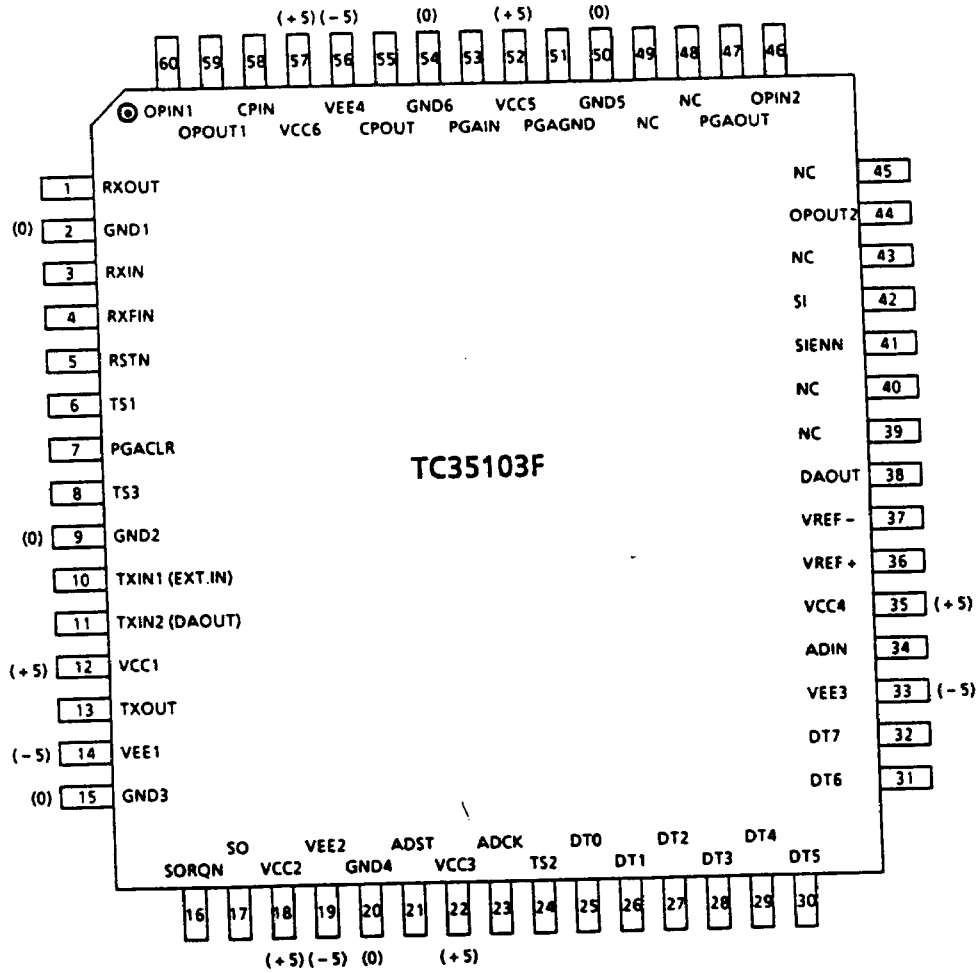 (+5) (-5) (0) (+5) (0)
60 59 58 57 56 55 54 53 52 51 50 49 48 47 46
OPIN1 CPIN VEE4 GND6 VCC5 GND5 NC OPIN2
OPOUT1 VCC6 CPOUT PGAIN PGAGND NC PGAOUT
1 RXOUT
(0) 2 GND1
3 RXIN
4 RXFIN
5 RSTN
6 TS1
7 PGACLR
8 TS3
(0) 9 GND2
10 TXIN1 (EXT.IN)
11 TXIN2 (DAOUT)
(+5) 12 VCC1
13 TXOUT
(-5) 14 VEE1
(0) 15 GND3
TC35103F
NC 45
OPOUT2 44
NC 43
SI 42
SIENN 41
NC 40
NC 39
DAOUT 38
VREF- 37
VREF+ 36
VCC4 35 (+5)
ADIN 34
VEE3 33 (-5)
DT7 32
DT6 31
SO VEE2 ADST ADCK DT0 DT2 DT4
SORQN VCC2 GND4 VCC3 TS2 DT1 DT3 DT5
16 17 18 19 20 21 22 23 24 25 26 27 28 29 30
(+5) (-5) (0) (+5)